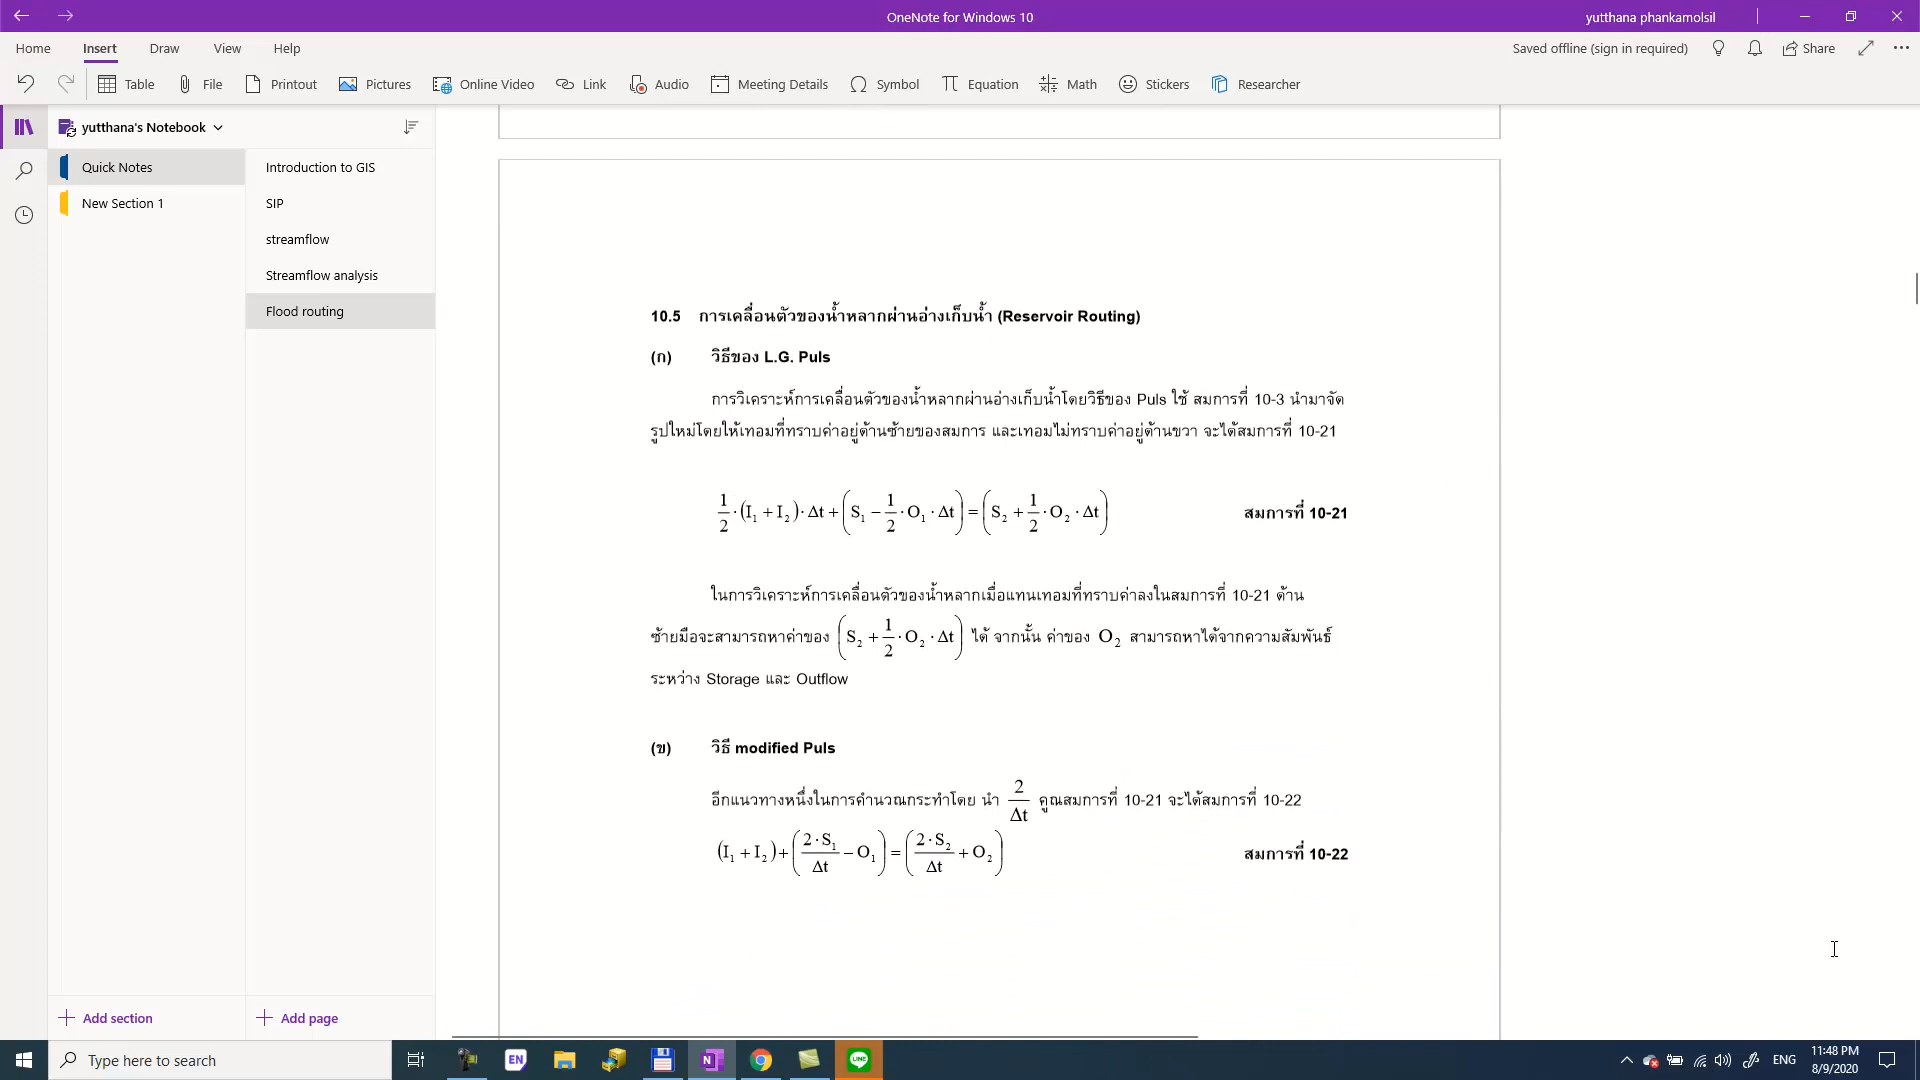 OneNote for Windows 10
yutthana phankamolsil
Home Insert Draw View Help
Saved offline (sign in required) Share
Table File Printout Pictures Online Video Link Audio Meeting Details Symbol Equation Math Stickers Researcher
yutthana's Notebook
Quick Notes
New Section 1
Introduction to GIS
SIP
streamflow
Streamflow analysis
Flood routing
10.5 การเคลื่อนตัวของน้ำหลากผ่านอ่างเก็บน้ำ (Reservoir Routing)
(ก) วิธีของ L.G. Puls
การวิเคราะห์การเคลื่อนตัวของน้ำหลากผ่านอ่างเก็บน้ำโดยวิธีของ Puls ใช้ สมการที่ 10-3 นำมาจัด
รูปใหม่โดยให้เทอมที่ทราบค่าอยู่ด้านซ้ายของสมการ และเทอมไม่ทราบค่าอยู่ด้านขวา จะได้สมการที่ 10-21
1/2 · (I₁ + I₂) · Δt + (S₁ − 1/2 · O₁ · Δt) = (S₂ + 1/2 · O₂ · Δt) สมการที่ 10-21
ในการวิเคราะห์การเคลื่อนตัวของน้ำหลากเมื่อแทนเทอมที่ทราบค่าลงในสมการที่ 10-21 ด้าน
ซ้ายมือจะสามารถหาค่าของ (S₂ + 1/2 · O₂ · Δt) ได้ จากนั้น ค่าของ O₂ สามารถหาได้จากความสัมพันธ์
ระหว่าง Storage และ Outflow
(ข) วิธี modified Puls
อีกแนวทางหนึ่งในการคำนวณกระทำโดย นำ 2/Δt คูณสมการที่ 10-21 จะได้สมการที่ 10-22
(I₁ + I₂) + (2 · S₁/Δt − O₁) = (2 · S₂/Δt + O₂) สมการที่ 10-22
Add section
Add page
Type here to search
EN
N
LINE
ENG
11:48 PM
8/9/2020